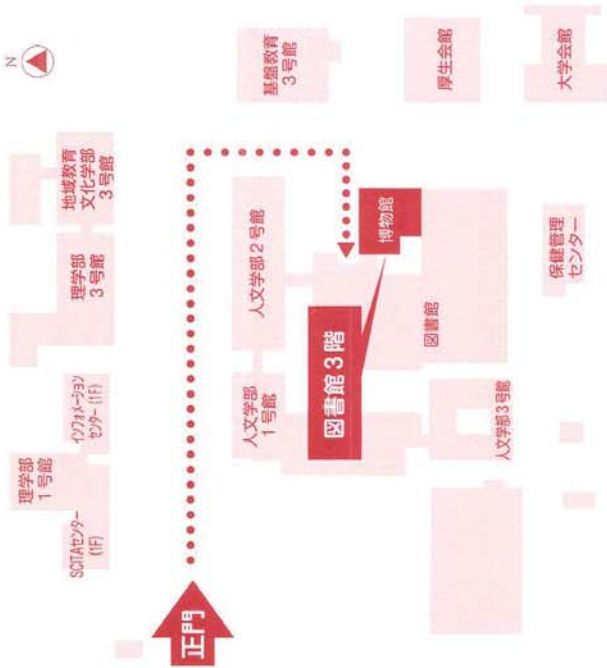 N
理学部
1号館
SCITAセンター
(1F)
インフォメーション
センター(1F)
理学部
3号館
地域教育
文化学部
3号館
正門
人文学部
1号館
人文学部2号館
基盤教育
3号館
図書館3階
博物館
図書館
厚生会館
人文学部3号館
保健管理
センター
大学会館